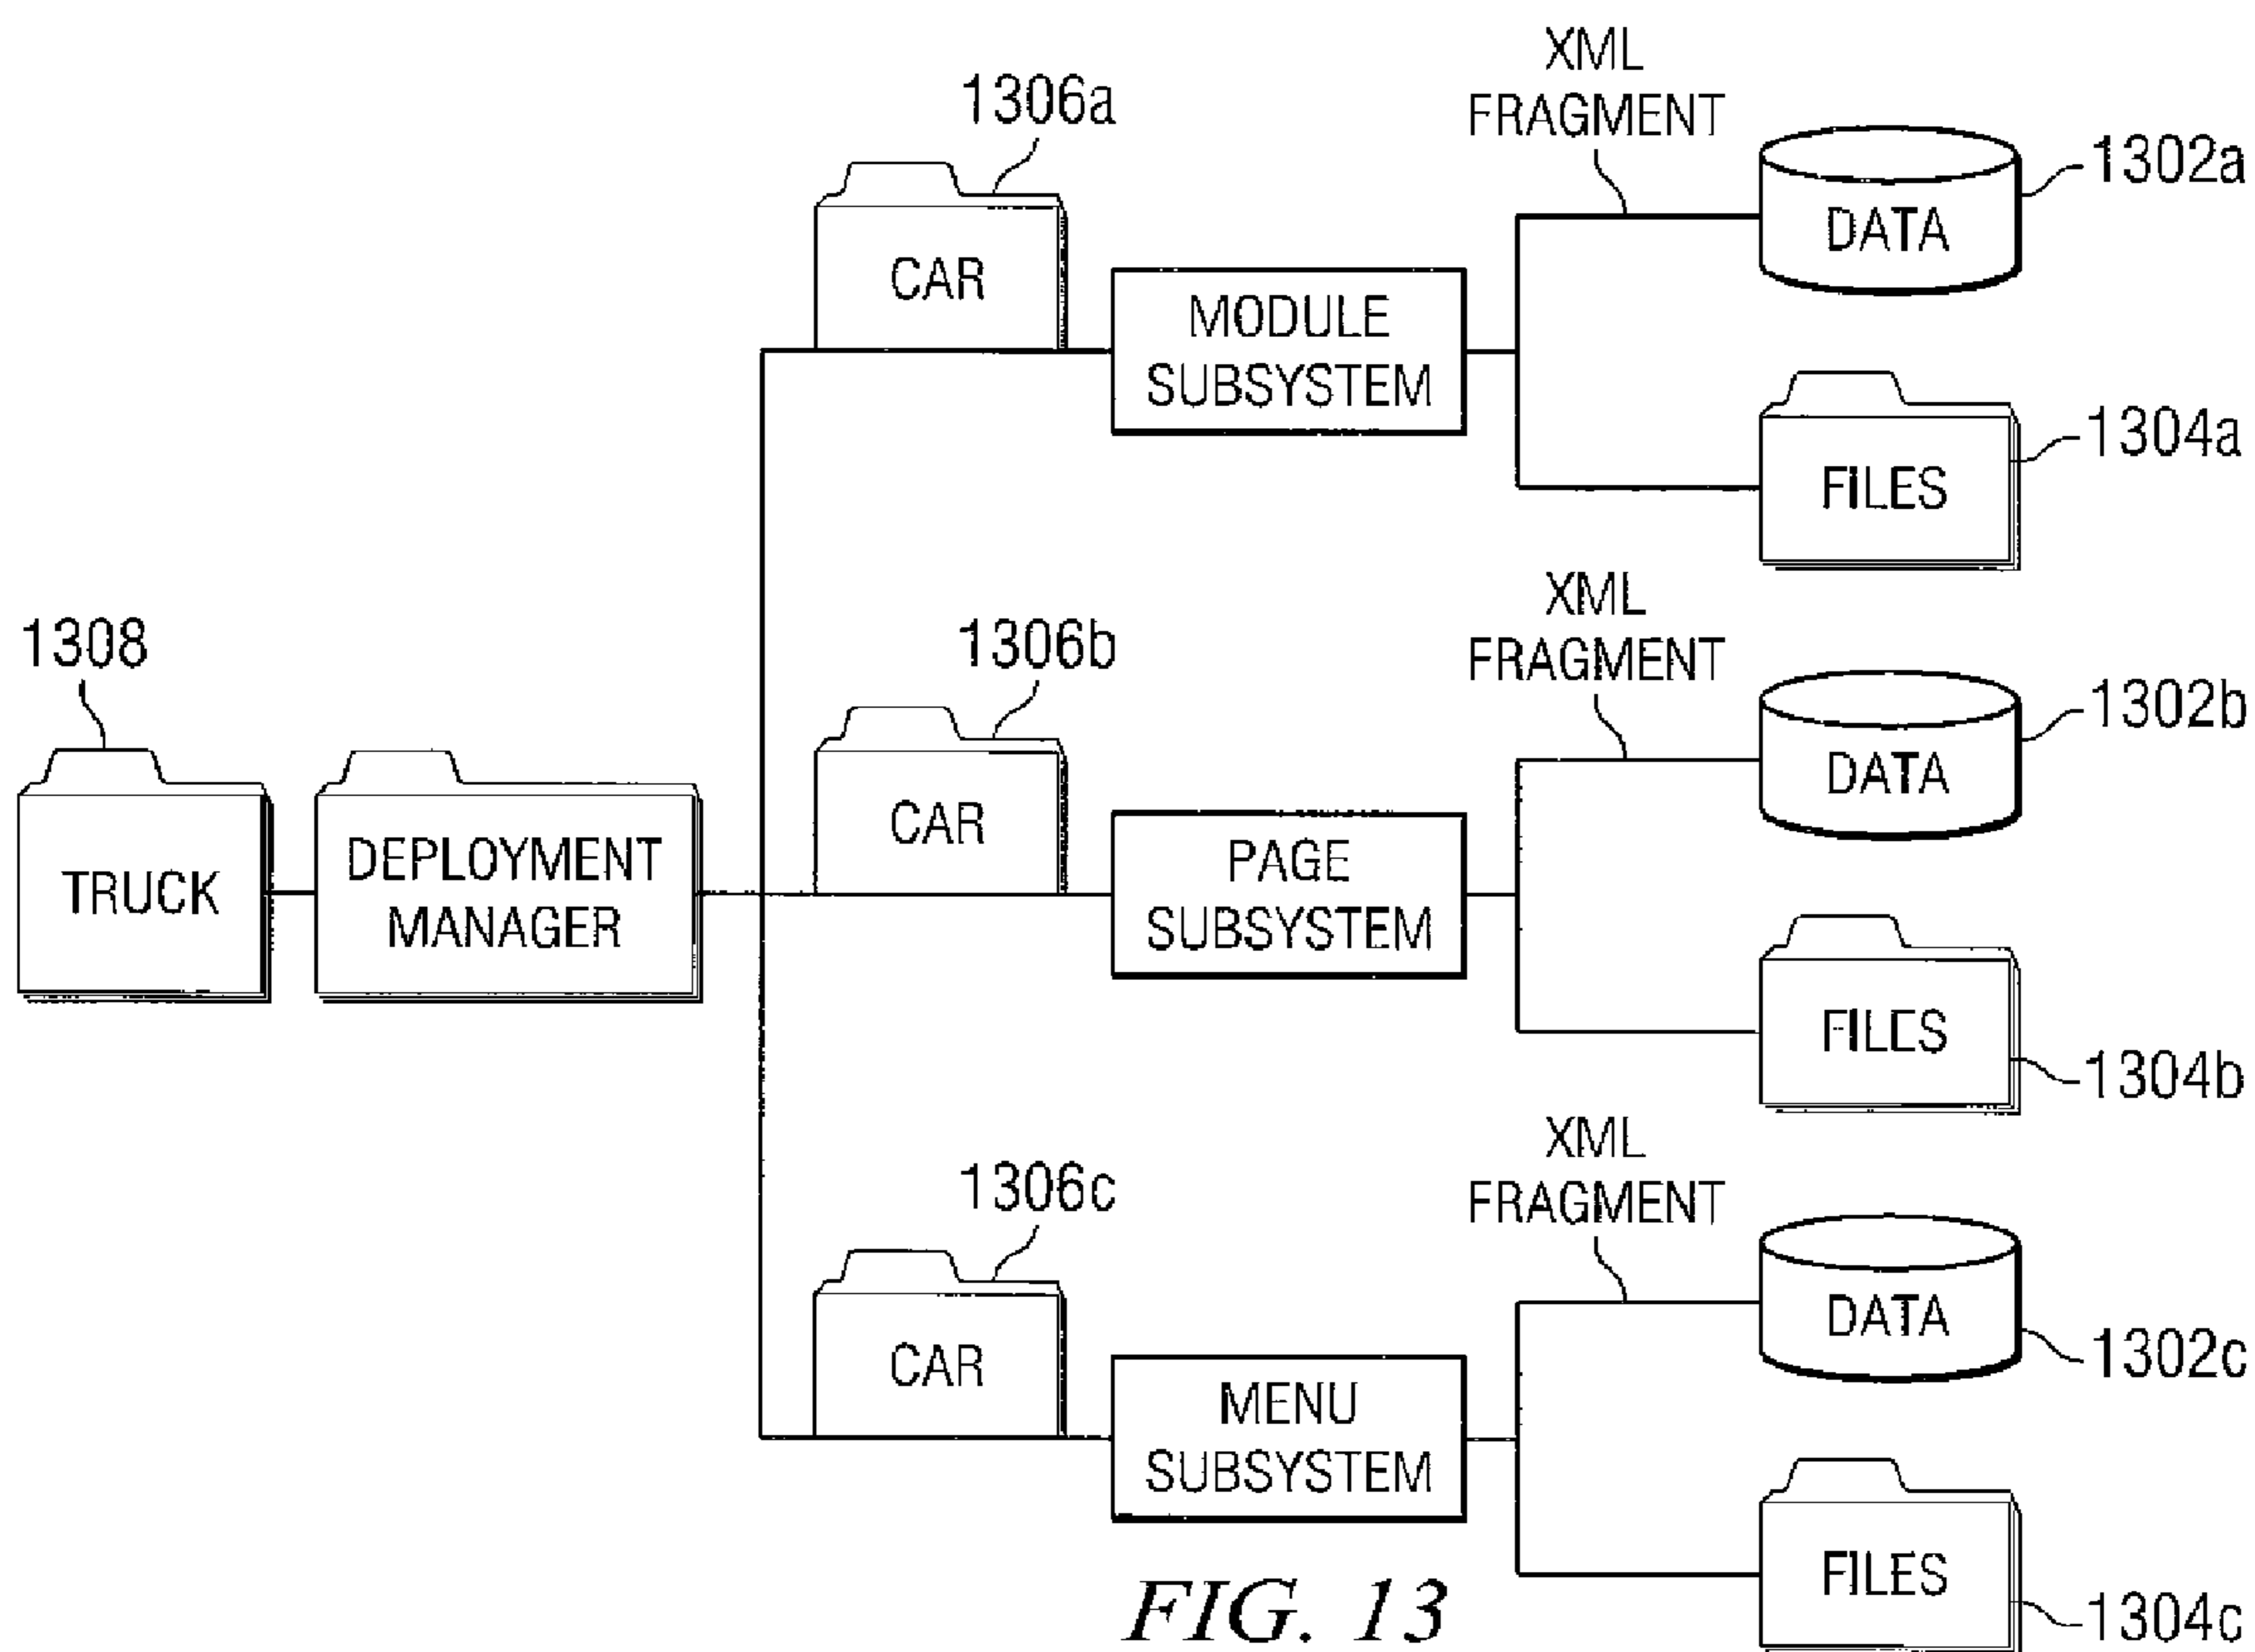 XML
FRAGMENT
1306a
1302a
DATA
CAR
MODULE
SUBSYSTEM
1304a
FILES
XML
FRAGMENT
1308
1306b
1302b
DATA
CAR
TRUCK
DEPLOYMENT
MANAGER
PAGE
SUBSYSTEM
FILES
1304b
XML
FRAGMENT
1306c
DATA
1302c
CAR
MENU
SUBSYSTEM
FILES
1304c
FIG. 13